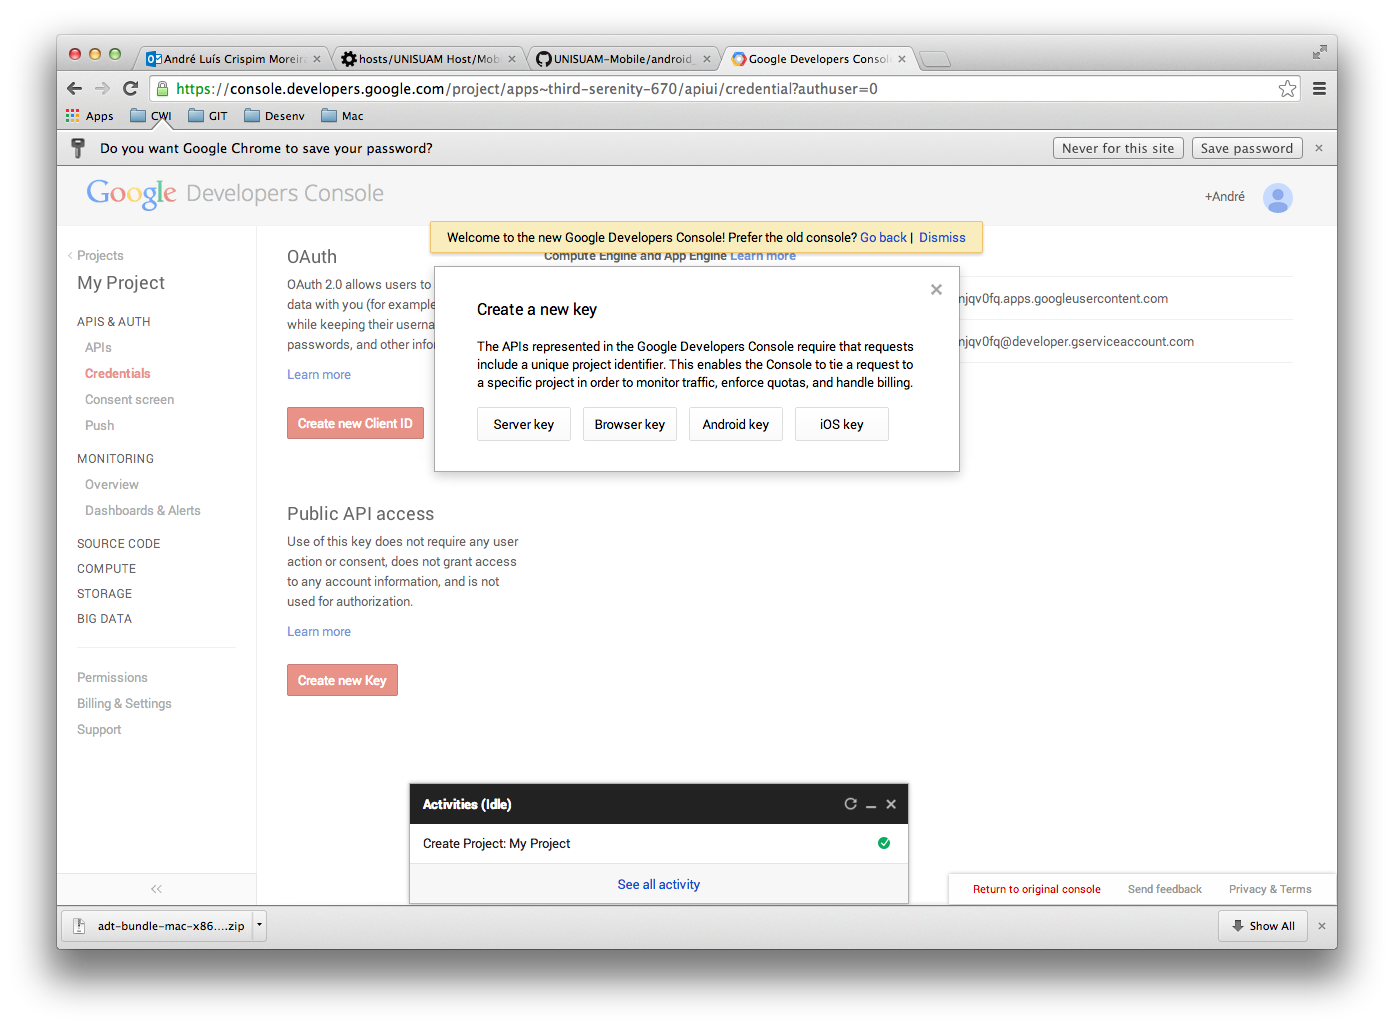 André Luís Crispim Moreir
hosts/UNISUAM Host/Mob
UNISUAM-Mobile/android_
Google Developers Consol
https://console.developers.google.com/project/apps~third-serenity-670/apiui/credential?authuser=0
Apps
CWI
GIT
Desenv
Mac
Do you want Google Chrome to save your password?
Never for this site
Save password
Google Developers Console
+André
Welcome to the new Google Developers Console! Prefer the old console? Go back | Dismiss
Projects
My Project
APIS & AUTH
APIs
Credentials
Consent screen
Push
MONITORING
Overview
Dashboards & Alerts
SOURCE CODE
COMPUTE
STORAGE
BIG DATA
Permissions
Billing & Settings
Support
OAuth
OAuth 2.0 allows users to
data with you (for example
while keeping their userna
passwords, and other infor
Learn more
Create new Client ID
Compute Engine and App Engine Learn more
njqv0fq.apps.googleusercontent.com
njqv0fq@developer.gserviceaccount.com
Create a new key
The APIs represented in the Google Developers Console require that requests
include a unique project identifier. This enables the Console to tie a request to
a specific project in order to monitor traffic, enforce quotas, and handle billing.
Server key
Browser key
Android key
iOS key
Public API access
Use of this key does not require any user
action or consent, does not grant access
to any account information, and is not
used for authorization.
Learn more
Create new Key
Activities (Idle)
Create Project: My Project
See all activity
Return to original console
Send feedback
Privacy & Terms
adt-bundle-mac-x86....zip
Show All